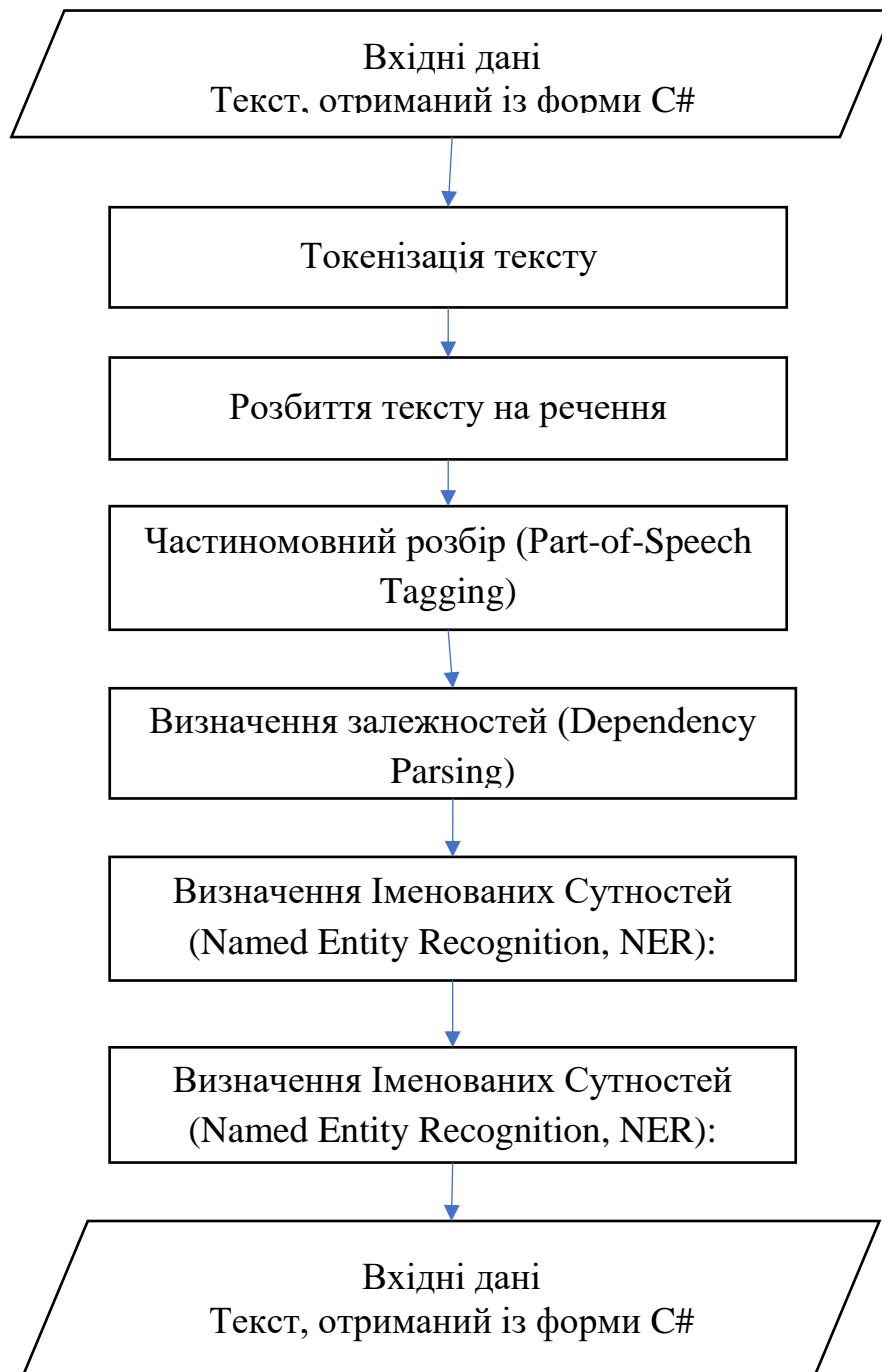 Вхідні дані
Текст, отриманий із форми C#
Токенізація тексту
Розбиття тексту на речення
Частиномовний розбір (Part-of-Speech
Tagging)
Визначення залежностей (Dependency
Parsing)
Визначення Іменованих Сутностей
(Named Entity Recognition, NER):
Визначення Іменованих Сутностей
(Named Entity Recognition, NER):
Вхідні дані
Текст, отриманий із форми C#